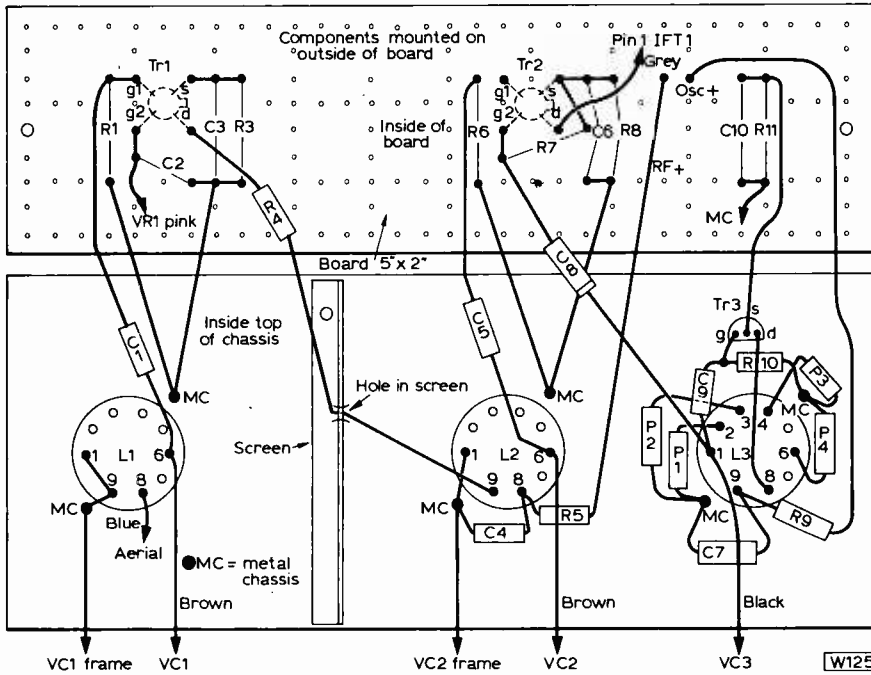 Components mounted on
outside of board
Pin 1 IFT1
Grey
Tr1
Tr2
g1 s
g2 d
g1 s
g2 d
Osc+
R1
C3
R3
C2
R6
R7
C6
R8
C10
R11
Inside of
board
RF+
VR1 pink
R4
MC
Board 5" x 2"
C8
Tr3
s
g d
Inside top
of chassis
C1
C5
R10
P3
C9
MC
Hole in screen
MC
MC
Screen
P2
P1
P4
1 L1 6
9 8
1 L2 6
9 8
3 4
2
1 L3 6
9 8
MC
Blue
Aerial
MC
C4
R5
MC
R9
C7
MC = metal
chassis
Brown
Brown
Black
VC1 frame
VC1
VC2 frame
VC2
VC3
W125